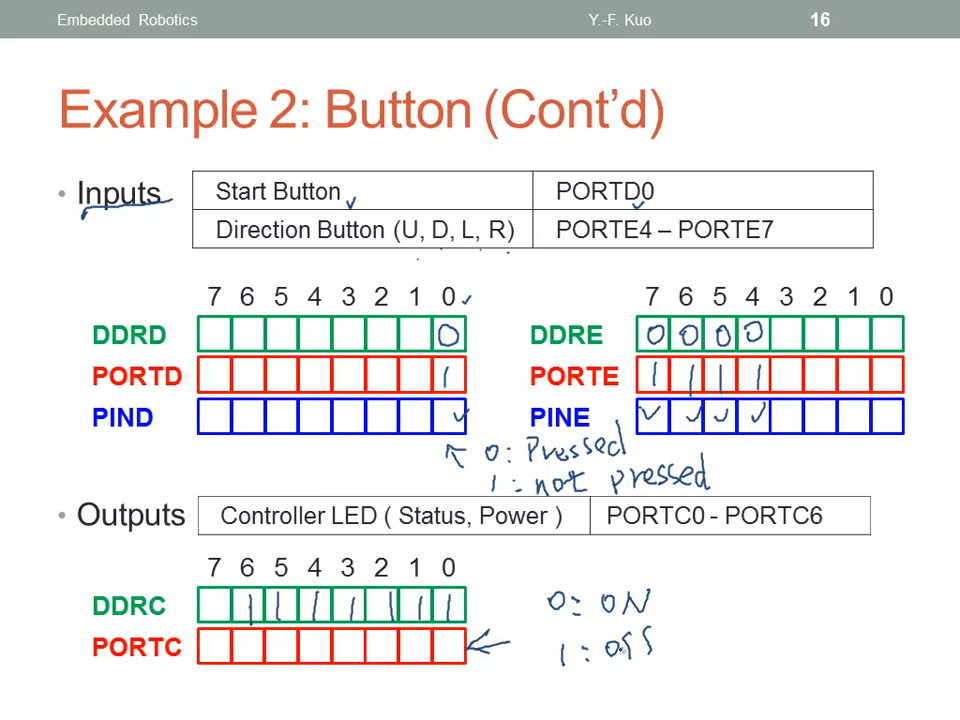 Embedded Robotics Y.-F. Kuo 16
Example 2: Button (Cont'd)
• Inputs
Start Button PORTD0
Direction Button (U, D, L, R) PORTE4 – PORTE7
7 6 5 4 3 2 1 0
DDRD 0
PORTD 1
PIND
7 6 5 4 3 2 1 0
DDRE 0 0 0 0
PORTE 1 1 1 1
PINE
0: Pressed
1: not pressed
• Outputs
Controller LED ( Status, Power ) PORTC0 - PORTC6
7 6 5 4 3 2 1 0
DDRC 1 1 1 1 1 1 1
PORTC
0: ON
1: off